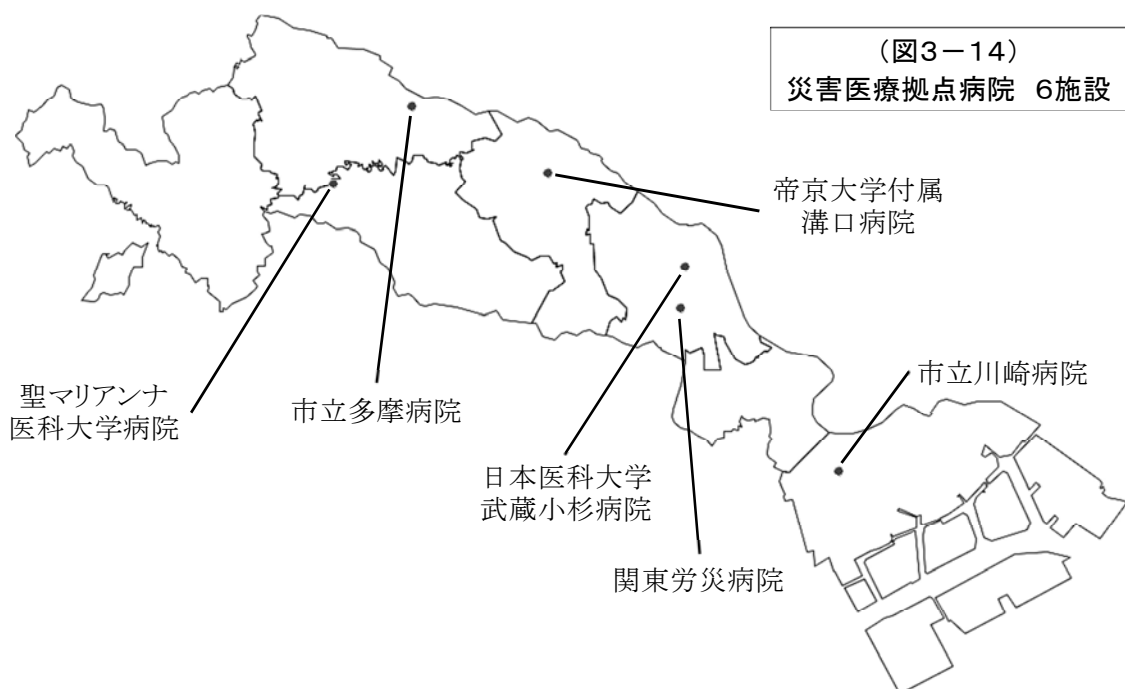 (図3-14)
災害医療拠点病院 6施設
帝京大学付属
溝口病院
聖マリアンナ
医科大学病院
市立多摩病院
市立川崎病院
日本医科大学
武蔵小杉病院
関東労災病院